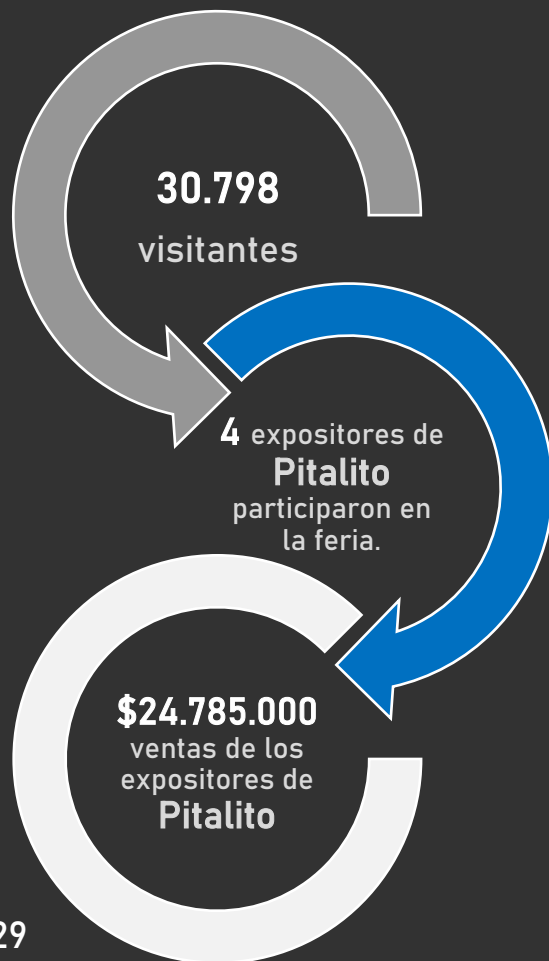 30.798
visitantes
4 expositores de
Pitalito
participaron en
la feria.
$24.785.000
ventas de los
expositores de
Pitalito
29